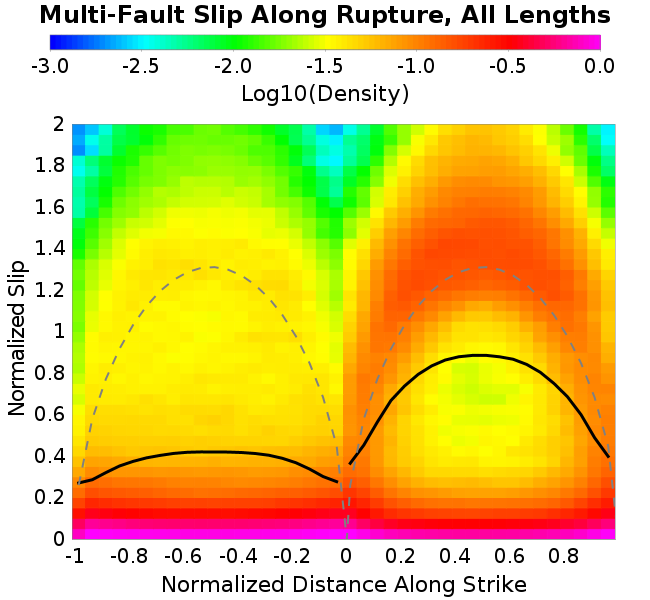 Multi-Fault Slip Along Rupture, All Lengths
-3.0 -2.5 -2.0 -1.5 -1.0 -0.5 0.0
Log10(Density)
2
1.8
1.6
1.4
1.2
1
0.8
0.6
0.4
0.2
0
Normalized Slip
-1 -0.8 -0.6 -0.4 -0.2 0 0.2 0.4 0.6 0.8
Normalized Distance Along Strike